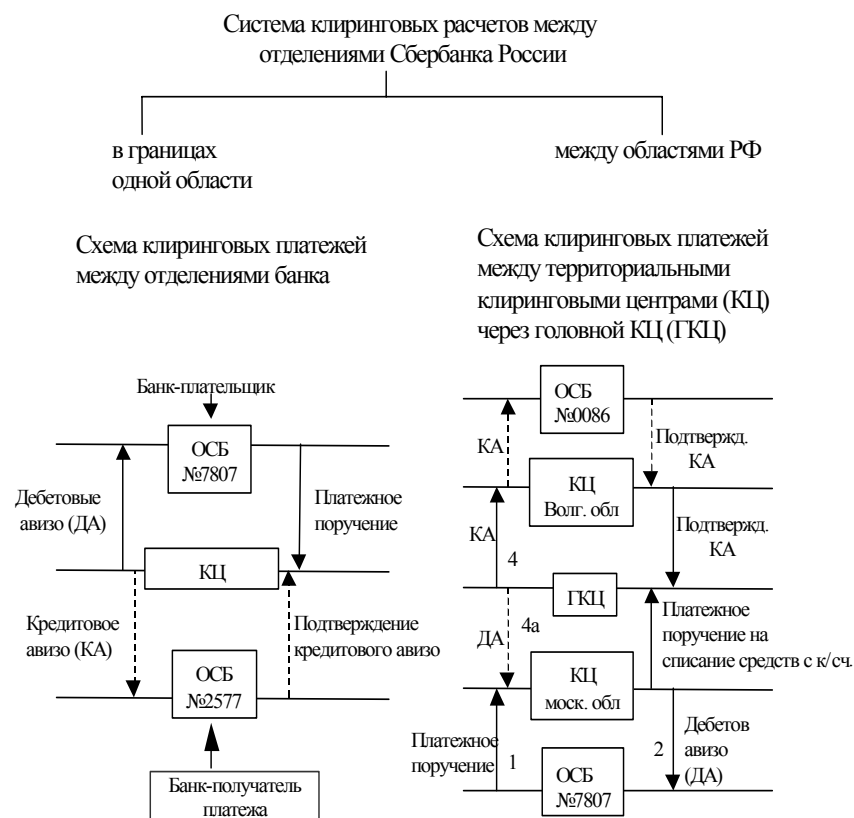 Система клиринговых расчетов между
отделениями Сбербанка России
в границах
одной области
между областями РФ
Схема клиринговых платежей
между отделениями банка
Схема клиринговых платежей
между территориальными
клиринговыми центрами (КЦ)
через головной КЦ (ГКЦ)
Банк-плательщик
ОСБ
№7807
Дебетовые
авизо (ДА)
Платежное
поручение
КЦ
Кредитовое
авизо (КА)
Подтверждение
кредитового авизо
ОСБ
№2577
Банк-получатель
платежа
ОСБ
№0086
КА
Подтвержд.
КА
КЦ
Волг. обл
КА
4
Подтвержд.
КА
ГКЦ
ДА
4а
Платежное
поручение на
списание средств с к/сч.
КЦ
моск. обл
Платежное
поручение
1
2
Дебетов
авизо
(ДА)
ОСБ
№7807